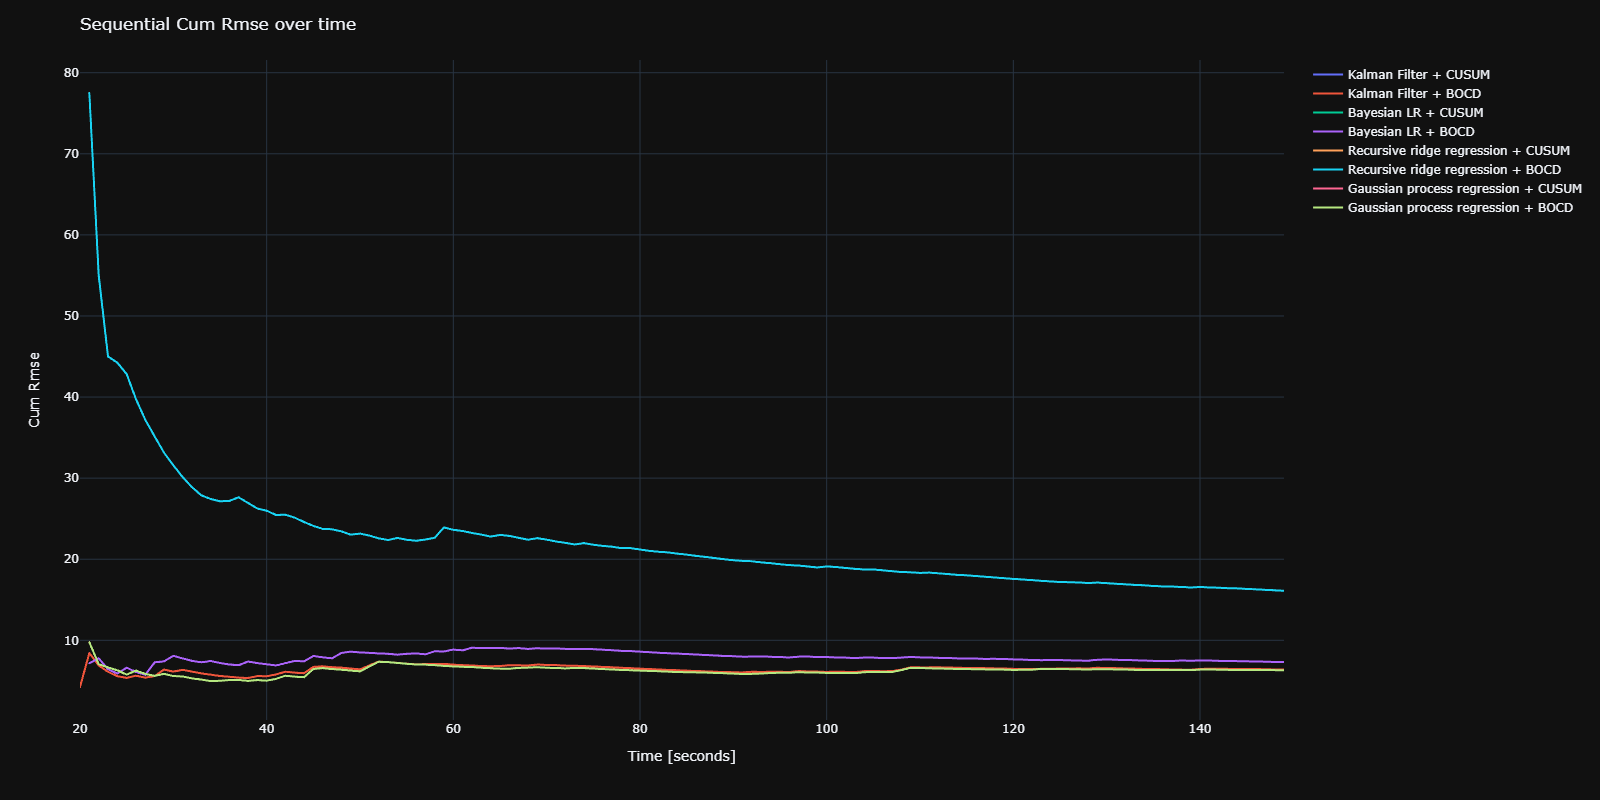 Sequential Cum Rmse over time
80
70
60
50
40
30
20
10
Cum Rmse
20
40
60
80
100
120
140
Time [seconds]
Kalman Filter + CUSUM
Kalman Filter + BOCD
Bayesian LR + CUSUM
Bayesian LR + BOCD
Recursive ridge regression + CUSUM
Recursive ridge regression + BOCD
Gaussian process regression + CUSUM
Gaussian process regression + BOCD